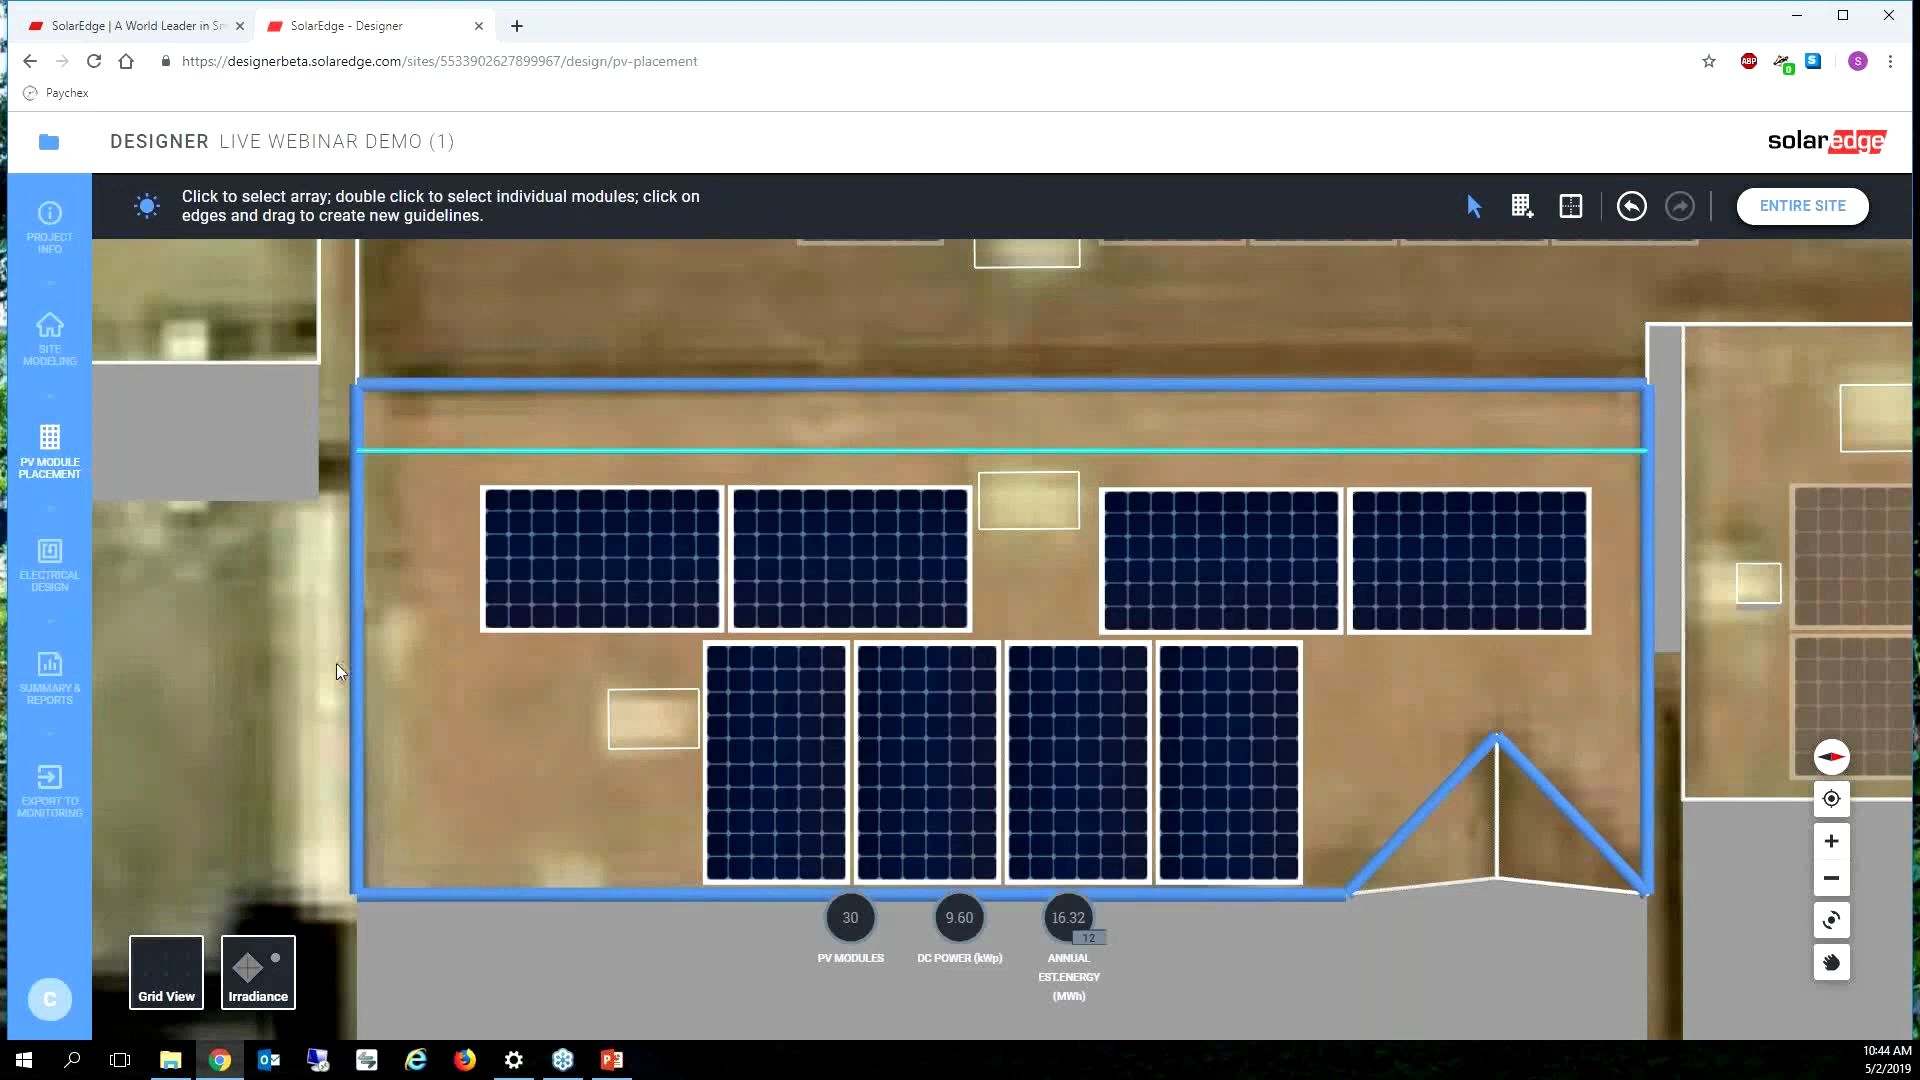 SolarEdge | A World Leader in Sm
SolarEdge - Designer
https://designerbeta.solaredge.com/sites/5533902627899967/design/pv-placement
ABP
0
S
S
Paychex
DESIGNER LIVE WEBINAR DEMO (1)
solaredge
Click to select array; double click to select individual modules; click on
edges and drag to create new guidelines.
ENTIRE SITE
PROJECT
INFO
SITE
MODELING
PV MODULE
PLACEMENT
ELECTRICAL
DESIGN
SUMMARY &
REPORTS
EXPORT TO
MONITORING
C
Grid View
Irradiance
30
PV MODULES
9.60
DC POWER (kWp)
16.32
12
ANNUAL
EST.ENERGY
(MWh)
10:44 AM
5/2/2019